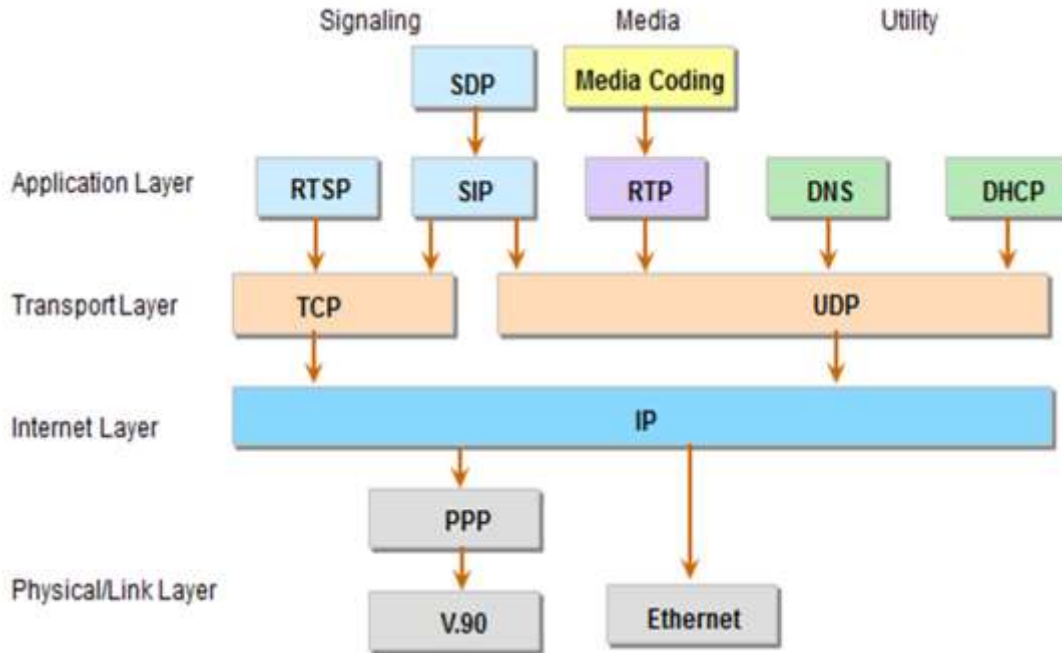 Signaling Media Utility
SDP Media Coding
Application Layer RTSP SIP RTP DNS DHCP
Transport Layer TCP UDP
Internet Layer IP
PPP
Physical/Link Layer
V.90 Ethernet